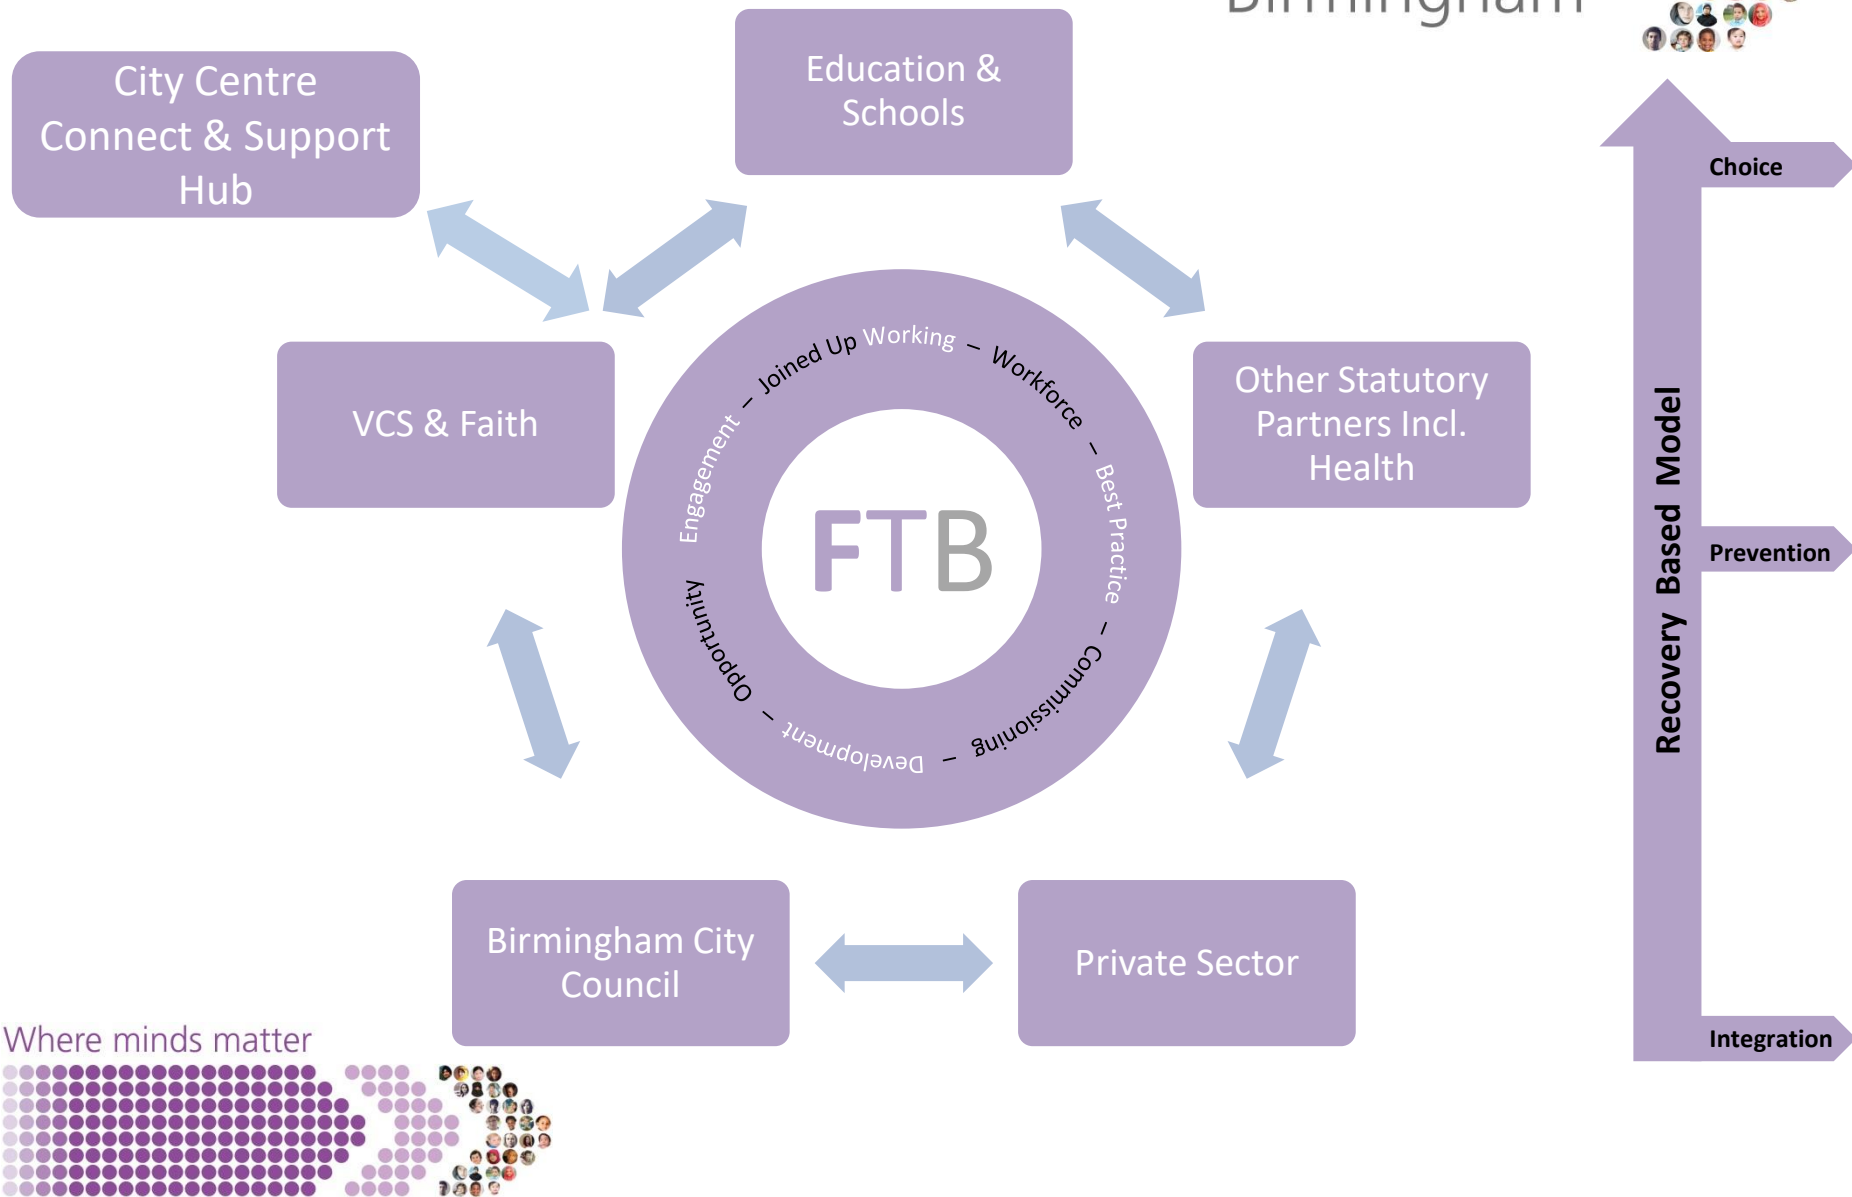 Birmingham
City Centre
Connect & Support
Hub
Education &
Schools
VCS & Faith
Other Statutory
Partners Incl.
Health
Engagement – Joined Up Working – Workforce – Best Practice – Commissioning – Development – Opportunity
FTB
Birmingham City
Council
Private Sector
Recovery Based Model
Choice
Prevention
Integration
Where minds matter